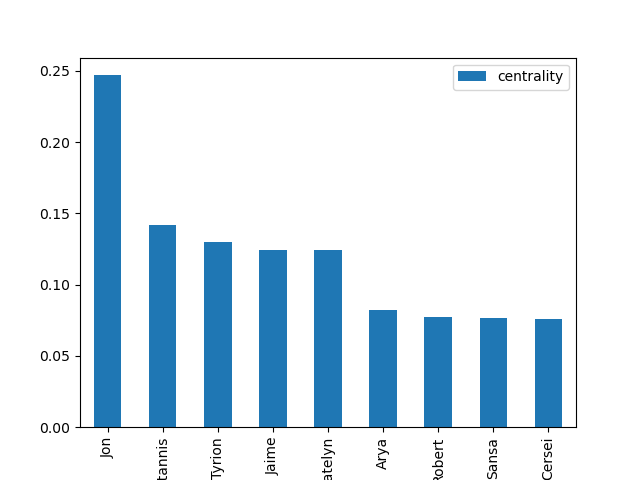 centrality
0.25
0.20
0.15
0.10
0.05
0.00
Jon
tannis
Tyrion
Jaime
atelyn
Arya
Robert
Sansa
Cersei